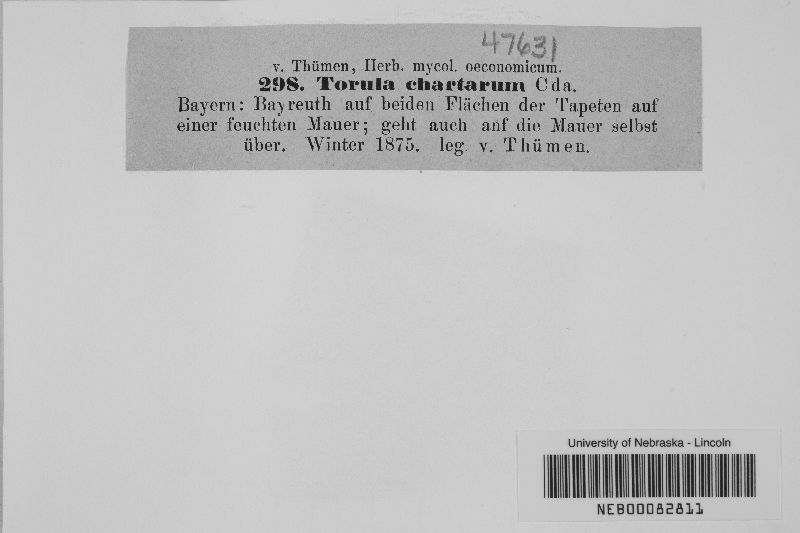 47631
v. Thümen, Herb. mycol. oeconomicum.
298. Torula chartarum Cda.
Bayern: Bayreuth auf beiden Flächen der Tapeten auf
einer feuchten Mauer; geht auch auf die Mauer selbst
über. Winter 1875. leg. v. Thümen.
University of Nebraska - Lincoln
NEB00082811